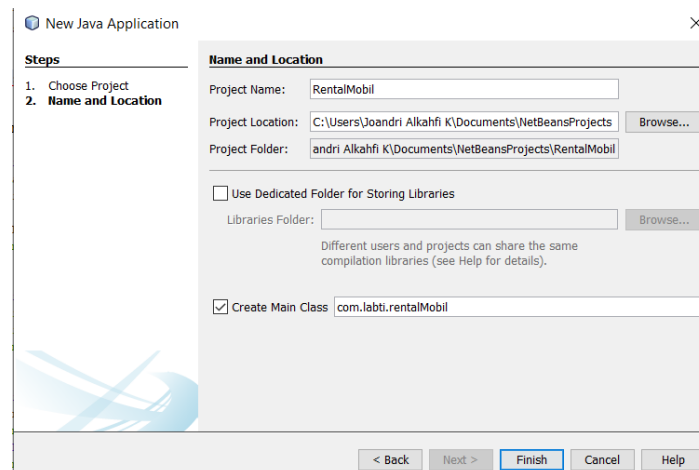 New Java Application
Steps
1. Choose Project
2. Name and Location
Name and Location
Project Name: RentalMobil
Project Location: C:\Users\Joandri Alkahfi K\Documents\NetBeansProjects Browse...
Project Folder: andri Alkahfi K\Documents\NetBeansProjects\RentalMobil
Use Dedicated Folder for Storing Libraries
Libraries Folder: Browse...
Different users and projects can share the same
compilation libraries (see Help for details).
Create Main Class com.labti.rentalMobil
< Back Next > Finish Cancel Help